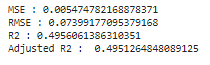 MSE : 0.005474782168878371
RMSE : 0.07399177095379168
R2 : 0.4956061386310351
Adjusted R2 :  0.4951264848089125